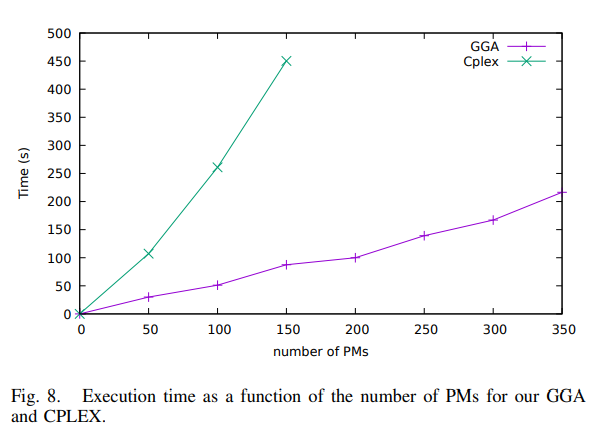 500
450
400
350
300
250
200
150
100
50
0
Time (s)
GGA
Cplex
0 50 100 150 200 250 300 350
number of PMs
Fig. 8. Execution time as a function of the number of PMs for our GGA
and CPLEX.